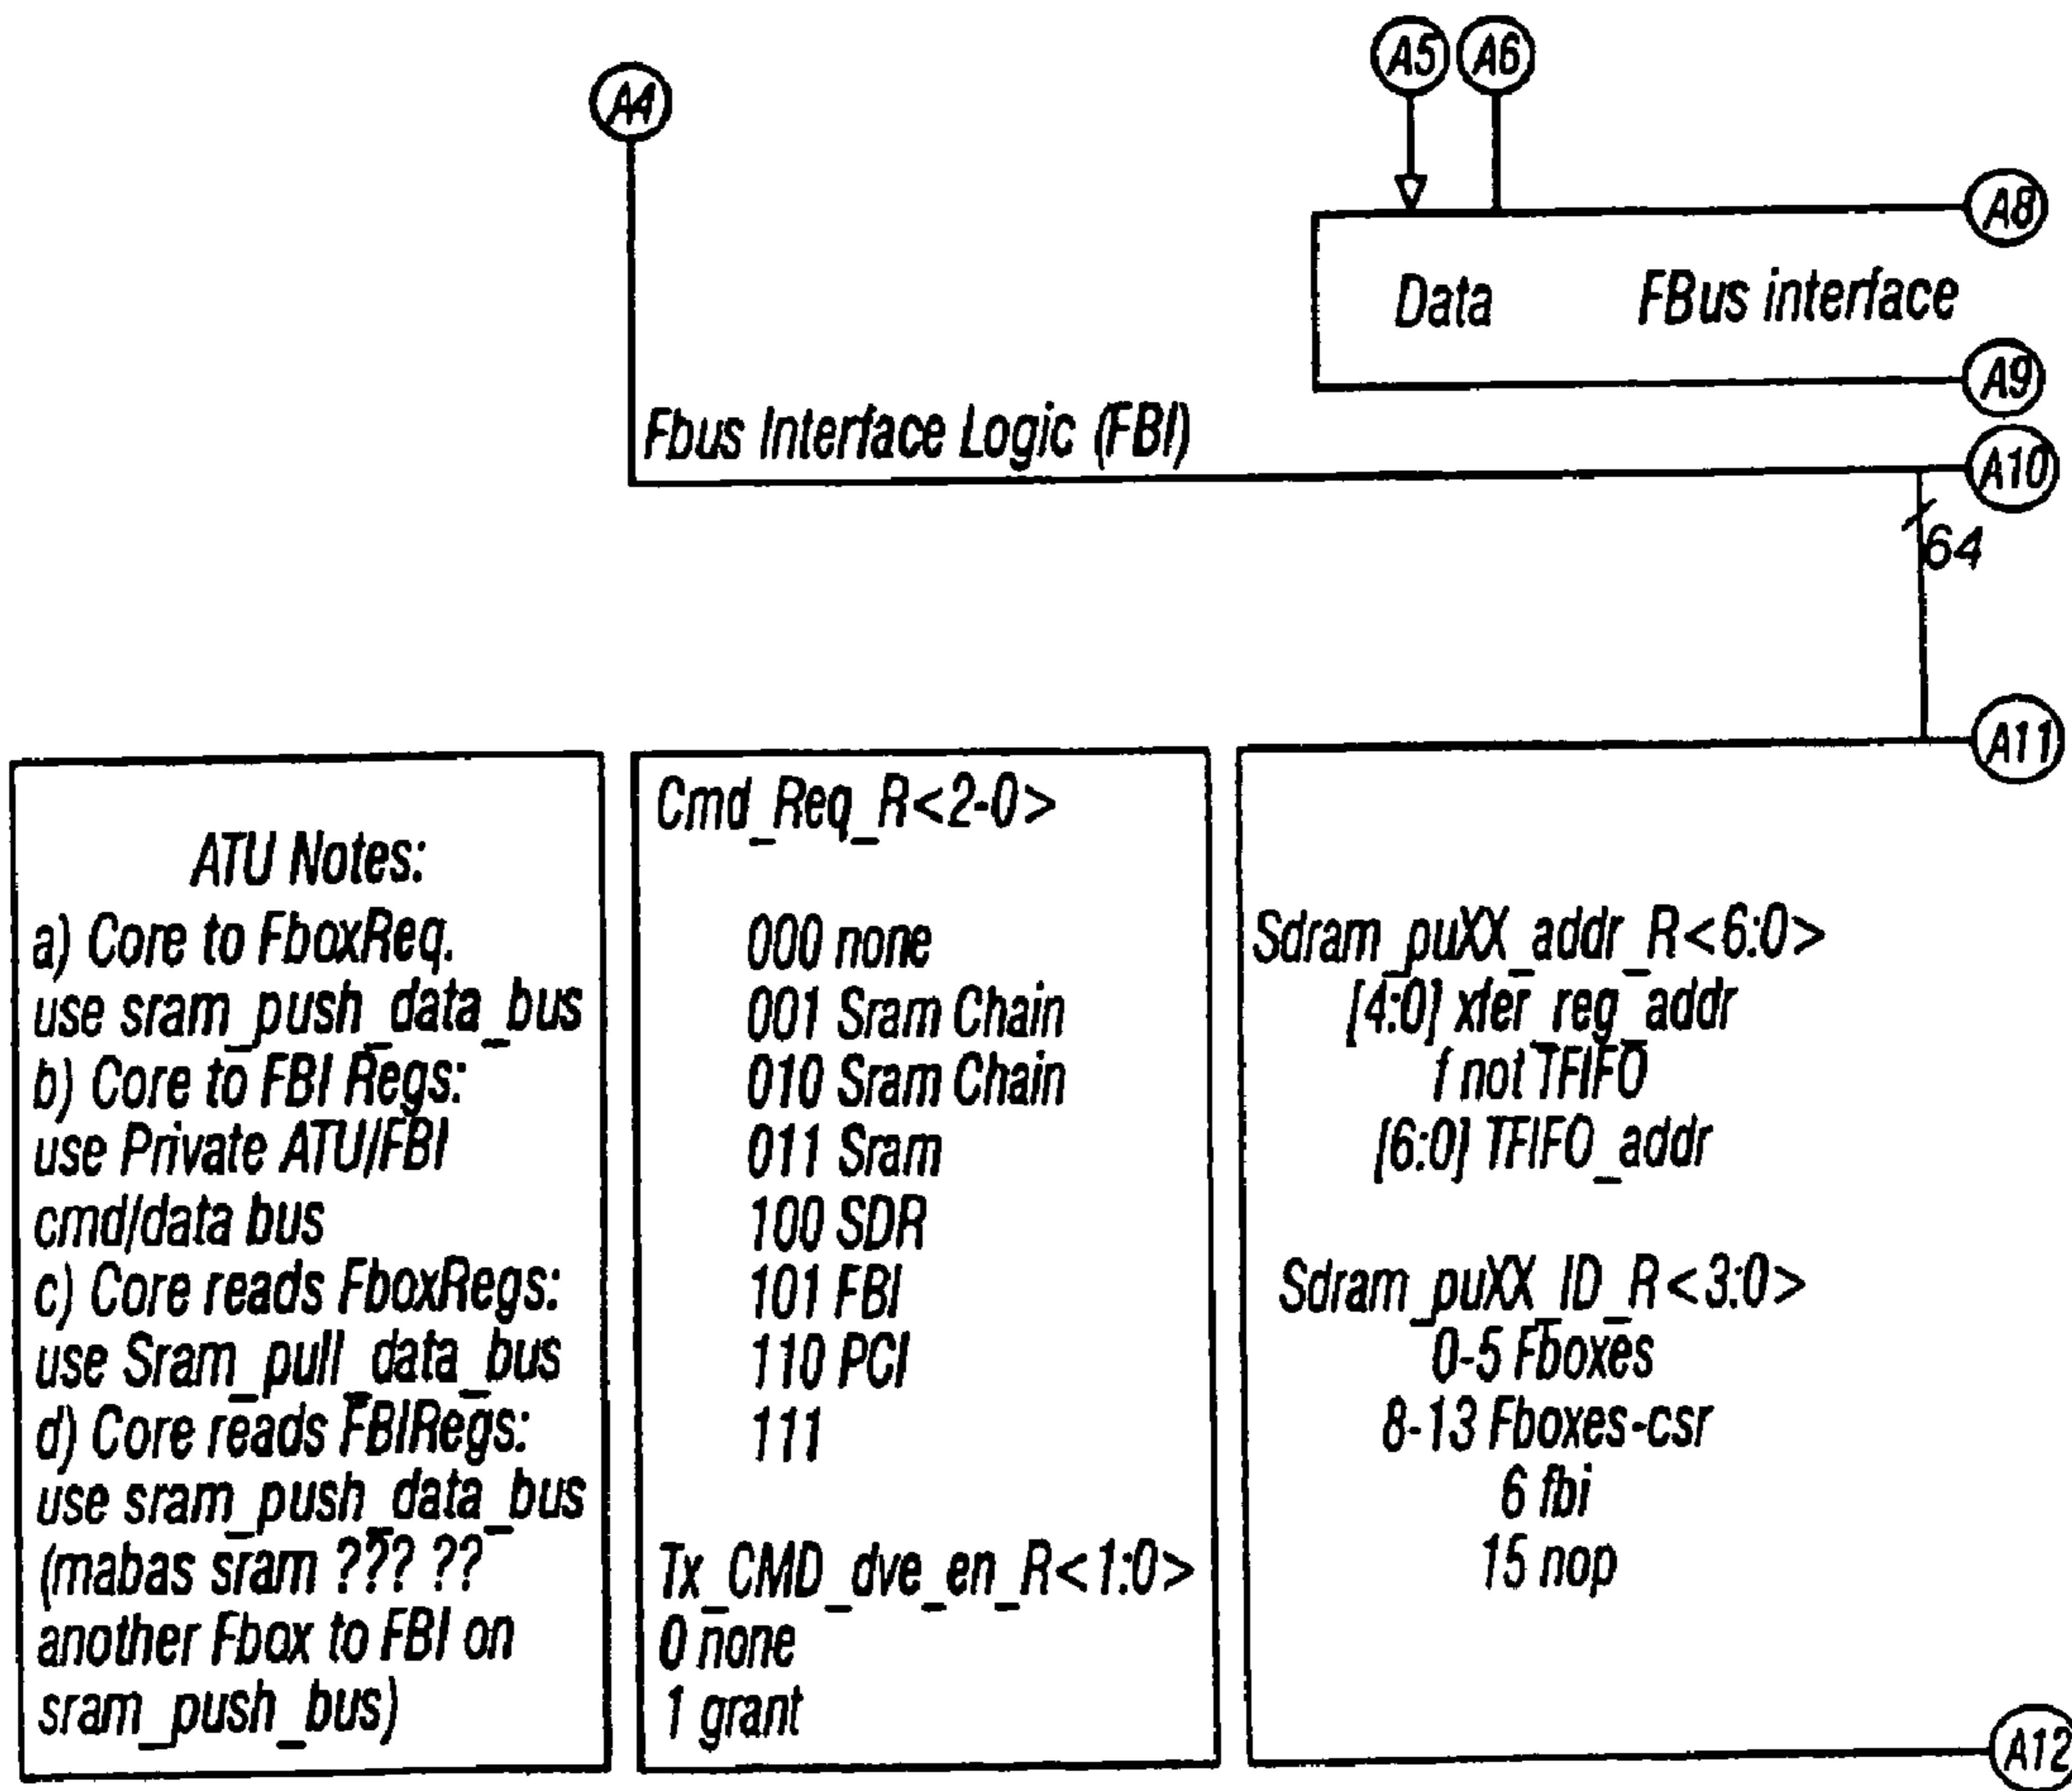 A4
A5
A6
A8
Data FBus interface
A9
Fbus Interface Logic (FBI)
A10
64
A11
ATU Notes:
a) Core to FboxReq.
use sram_push_data_bus
b) Core to FBI Regs:
use Private ATU/FBI
cmd/data bus
c) Core reads FboxRegs:
use Sram_pull_data_bus
d) Core reads FBIRegs:
use sram_push_data_bus
(mabas sram ??? ??
another Fbox to FBI on
sram_push_bus)
Cmd_Req_R<2-0>
000 none
001 Sram Chain
010 Sram Chain
011 Sram
100 SDR
101 FBI
110 PCI
111
Tx_CMD_dve_en_R<1:0>
0 none
1 grant
Sdram_puXX_addr_R<6:0>
[4:0] xfer_reg_addr
f not TFIFO
[6:0] TFIFO_addr
Sdram_puXX_ID_R<3:0>
0-5 Fboxes
8-13 Fboxes-csr
6 fbi
15 nop
A12